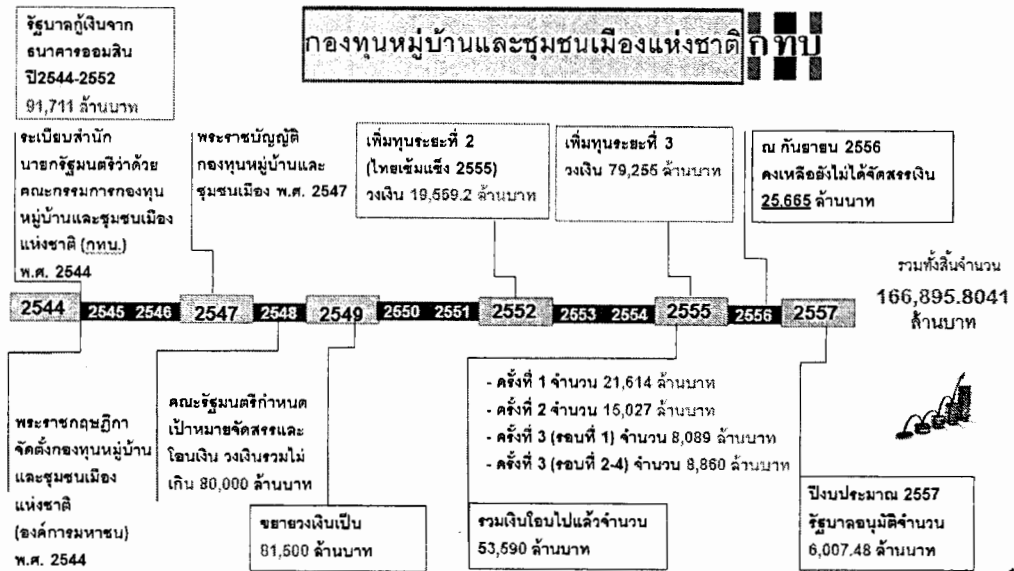 กองทุนหมู่บ้านและชุมชนเมืองแห่งชาติ กทบ
รัฐบาลกู้เงินจาก
ธนาคารออมสิน
ปี2544-2552
91,711 ล้านบาท
ระเบียบสำนัก
นายกรัฐมนตรีว่าด้วย
คณะกรรมการกองทุน
หมู่บ้านและชุมชนเมือง
แห่งชาติ (กทบ.)
พ.ศ. 2544
พระราชบัญญัติ
กองทุนหมู่บ้านและ
ชุมชนเมือง พ.ศ. 2547
เพิ่มทุนระยะที่ 2
(ไทยเข้มแข็ง 2555)
วงเงิน 19,559.2 ล้านบาท
เพิ่มทุนระยะที่ 3
วงเงิน 79,255 ล้านบาท
ณ กันยายน 2556
คงเหลือยังไม่ได้จัดสรรเงิน
25,665 ล้านบาท
รวมทั้งสิ้นจำนวน
166,895.8041
ล้านบาท
2544 2545 2546 2547 2548 2549 2550 2551 2552 2553 2554 2555 2556 2557
พระราชกฤษฎีกา
จัดตั้งกองทุนหมู่บ้าน
และชุมชนเมือง
แห่งชาติ
(องค์การมหาชน)
พ.ศ. 2544
คณะรัฐมนตรีกำหนด
เป้าหมายจัดสรรและ
โอนเงิน วงเงินรวมไม่
เกิน 80,000 ล้านบาท
ขยายวงเงินเป็น
81,500 ล้านบาท
- ครั้งที่ 1 จำนวน 21,614 ล้านบาท
- ครั้งที่ 2 จำนวน 15,027 ล้านบาท
- ครั้งที่ 3 (รอบที่ 1) จำนวน 8,089 ล้านบาท
- ครั้งที่ 3 (รอบที่ 2-4) จำนวน 8,860 ล้านบาท
รวมเงินโอนไปแล้วจำนวน
53,590 ล้านบาท
ปีงบประมาณ 2557
รัฐบาลอนุมัติจำนวน
6,007.48 ล้านบาท